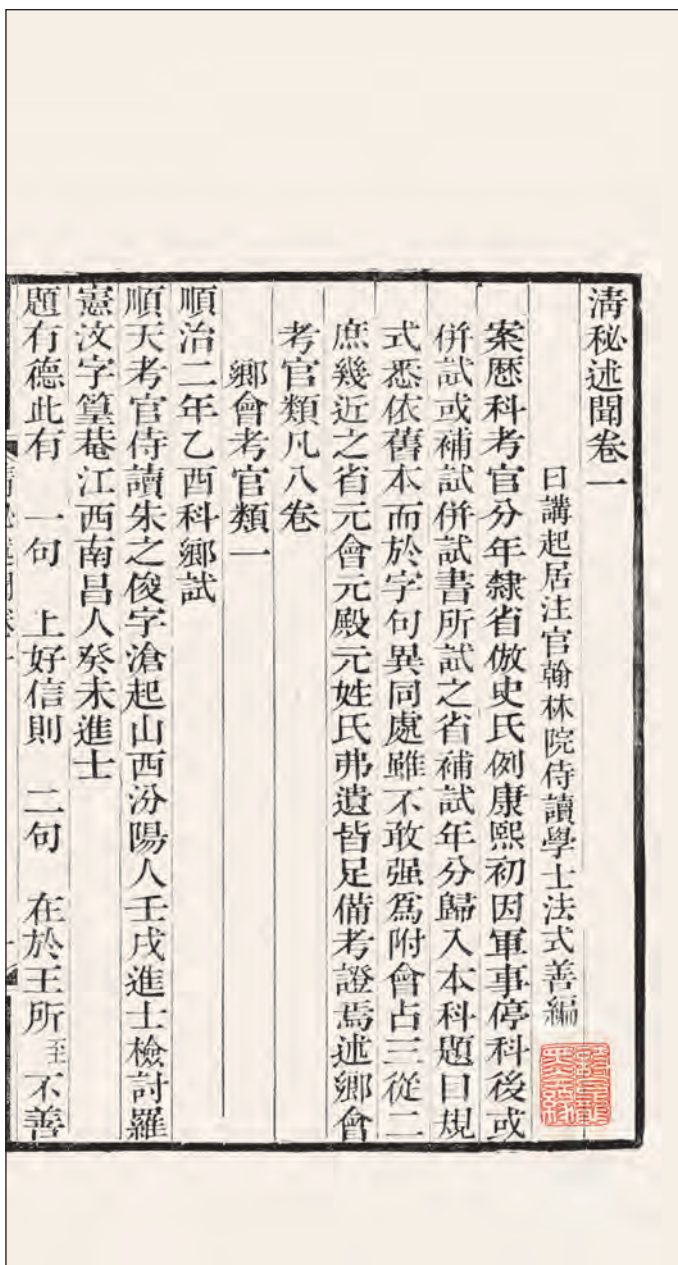 清秘述聞卷一
日講起居注官翰林院侍讀學士法式善編
案歷科考官分年隸省倣史氏例康熙初因軍事停科後或
併試或補試併試書所試之省補試年分歸入本科題目規
式悉依舊本而於字句異同處雖不敢强爲附會占三從二
庶幾近之省元會元殿元姓氏弗遺皆足備考證焉述鄉會
考官類凡八卷
鄉會考官類一
順治二年乙酉科鄉試
順天考官侍讀朱之俊字滄起山西汾陽人壬戌進士檢討羅
憲汶字篁菴江西南昌人癸未進士
題有德此有 一句 上好信則 二句 在於王所至不善